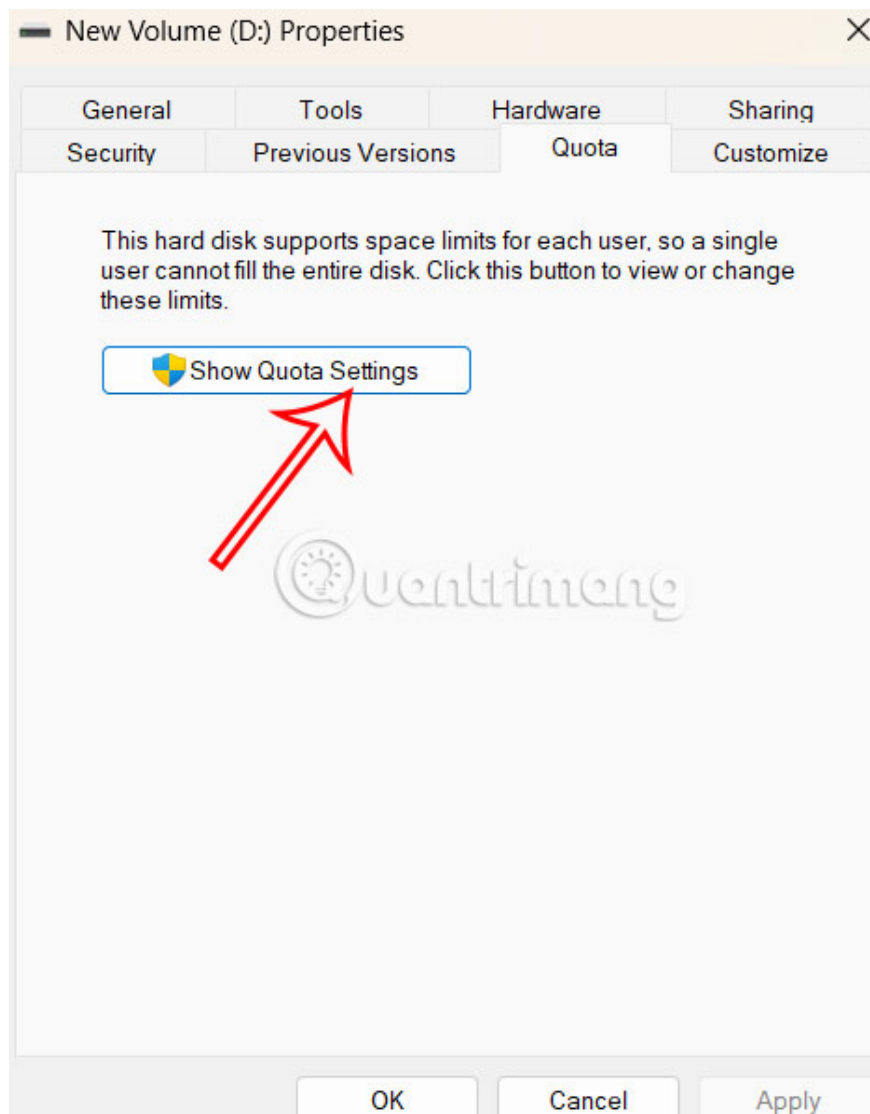 New Volume (D:) Properties
General Tools Hardware Sharing
Security Previous Versions Quota Customize
This hard disk supports space limits for each user, so a single
user cannot fill the entire disk. Click this button to view or change
these limits.
Show Quota Settings
Quantrimang
OK Cancel Apply